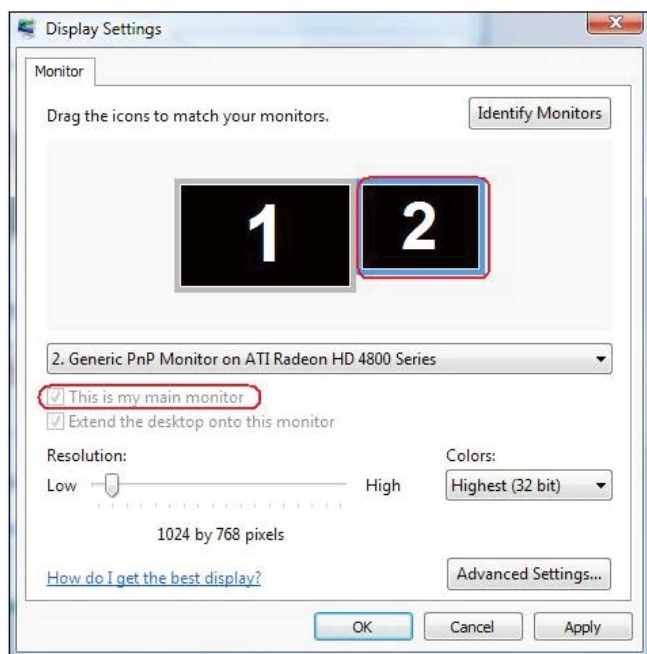 Display Settings
Monitor
Drag the icons to match your monitors.
Identify Monitors
1
2
2. Generic PnP Monitor on ATI Radeon HD 4800 Series
This is my main monitor
Extend the desktop onto this monitor
Resolution:
Colors:
Low
High
Highest (32 bit)
1024 by 768 pixels
How do I get the best display?
Advanced Settings...
OK
Cancel
Apply